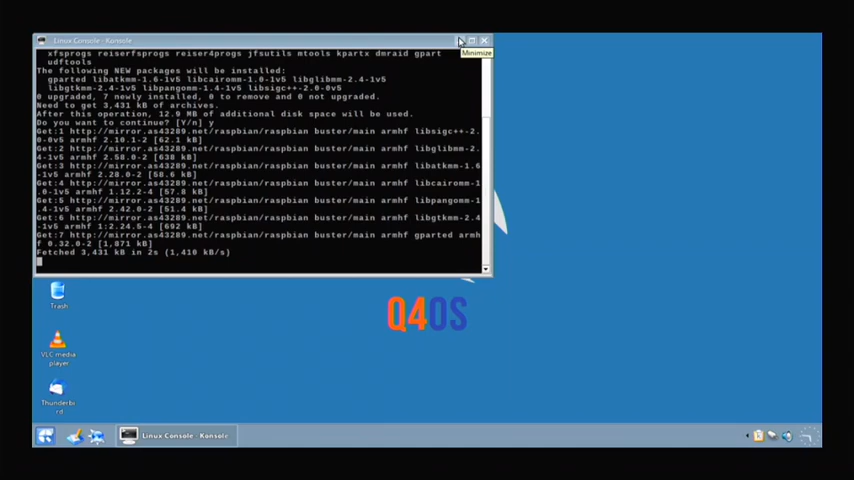 Linux Console - Konsole
Minimize
xfsprogs reiserfsprogs reiser4progs jfsutils mtools kpartx dmraid gpart
udftools
The following NEW packages will be installed:
gparted libatkmm-1.6-1v5 libcairomm-1.0-1v5 libglibmm-2.4-1v5
libgtkmm-2.4-1v5 libpangomm-1.4-1v5 libsigc++-2.0-0v5
0 upgraded, 7 newly installed, 0 to remove and 0 not upgraded.
Need to get 3,431 kB of archives.
After this operation, 12.9 MB of additional disk space will be used.
Do you want to continue? [Y/n] y
Get:1 http://mirror.as43289.net/raspbian buster/main armhf libsigc++-2.
0-0v5 armhf 2.10.1-2 [62.1 kB]
Get:2 http://mirror.as43289.net/raspbian buster/main armhf libglibmm-2.
4-1v5 armhf 2.58.0-2 [638 kB]
Get:3 http://mirror.as43289.net/raspbian buster/main armhf libatkmm-1.6
-1v5 armhf 2.28.0-2 [58.6 kB]
Get:4 http://mirror.as43289.net/raspbian buster/main armhf libcairomm-1
.0-1v5 armhf 1.12.2-4 [57.8 kB]
Get:5 http://mirror.as43289.net/raspbian buster/main armhf libpangomm-1
.4-1v5 armhf 2.42.0-2 [51.4 kB]
Get:6 http://mirror.as43289.net/raspbian buster/main armhf libgtkmm-2.4
-1v5 armhf 1:2.24.5-4 [692 kB]
Get:7 http://mirror.as43289.net/raspbian buster/main armhf gparted armh
f 0.32.0-2 [1,871 kB]
Fetched 3,431 kB in 2s (1,410 kB/s)
Trash
Q4OS
VLC media
player
Thunderbi
rd
Linux Console - Konsole